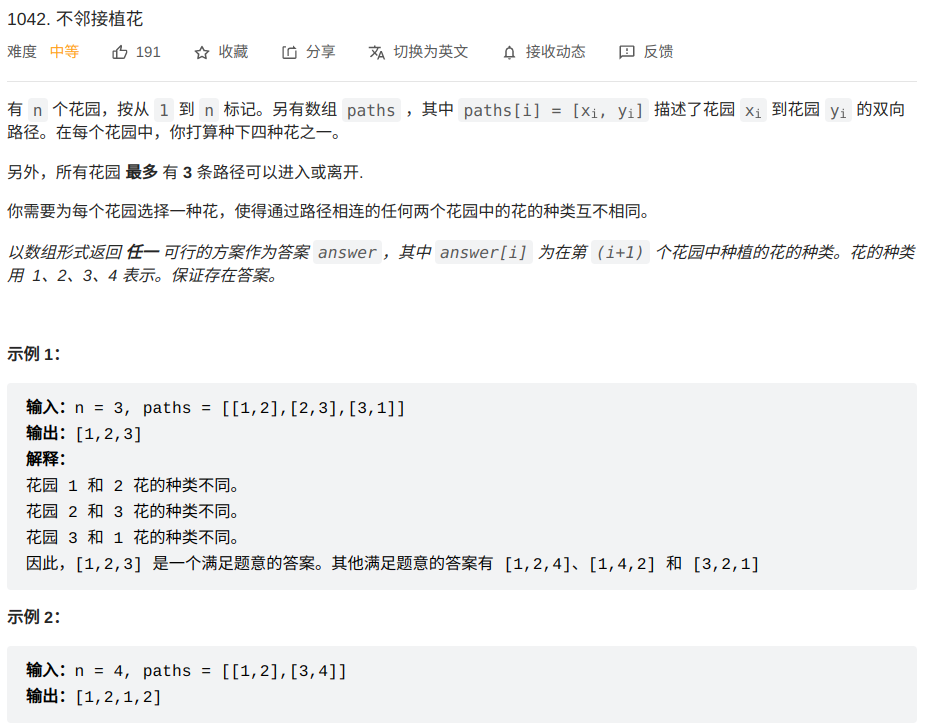 1042. 不邻接植花
难度 中等 191 收藏 分享 切换为英文 接收动态 反馈
有 n 个花园，按从 1 到 n 标记。另有数组 paths ，其中 paths[i] = [xi, yi] 描述了花园 xi 到花园 yi 的双向
路径。在每个花园中，你打算种下四种花之一。
另外，所有花园 最多 有 3 条路径可以进入或离开.
你需要为每个花园选择一种花，使得通过路径相连的任何两个花园中的花的种类互不相同。
以数组形式返回 任一 可行的方案作为答案 answer，其中 answer[i] 为在第 (i+1) 个花园中种植的花的种类。花的种类
用 1、2、3、4 表示。保证存在答案。
示例 1：
输入：n = 3, paths = [[1,2],[2,3],[3,1]]
输出：[1,2,3]
解释：
花园 1 和 2 花的种类不同。
花园 2 和 3 花的种类不同。
花园 3 和 1 花的种类不同。
因此，[1,2,3] 是一个满足题意的答案。其他满足题意的答案有 [1,2,4]、[1,4,2] 和 [3,2,1]
示例 2：
输入：n = 4, paths = [[1,2],[3,4]]
输出：[1,2,1,2]